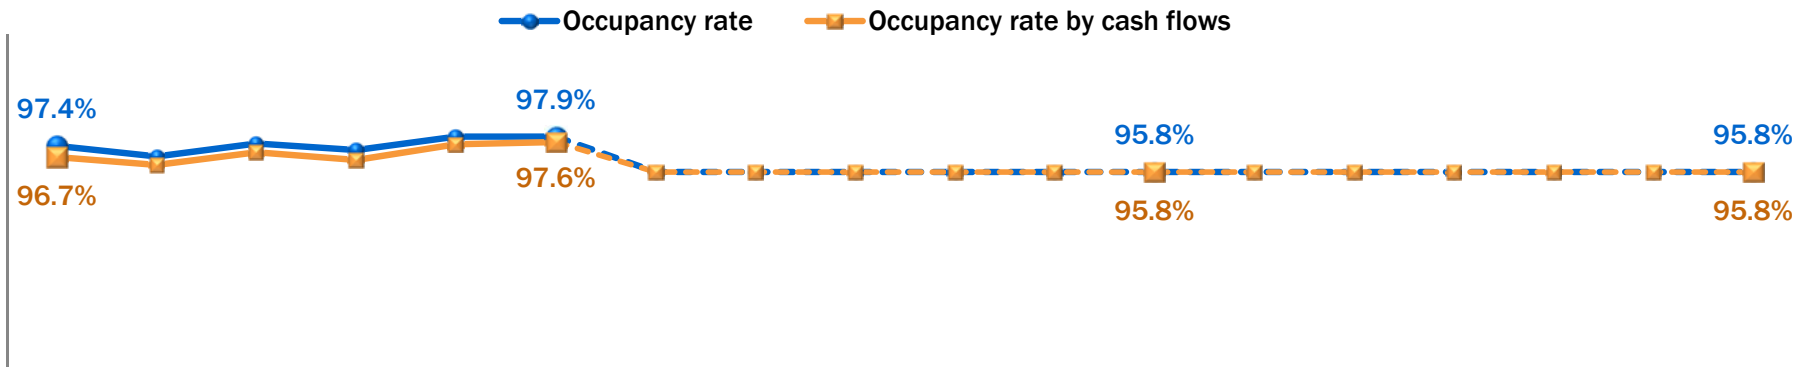 Occupancy rate Occupancy rate by cash flows
97.4% 97.9% 95.8% 95.8%
96.7% 97.6% 95.8% 95.8%